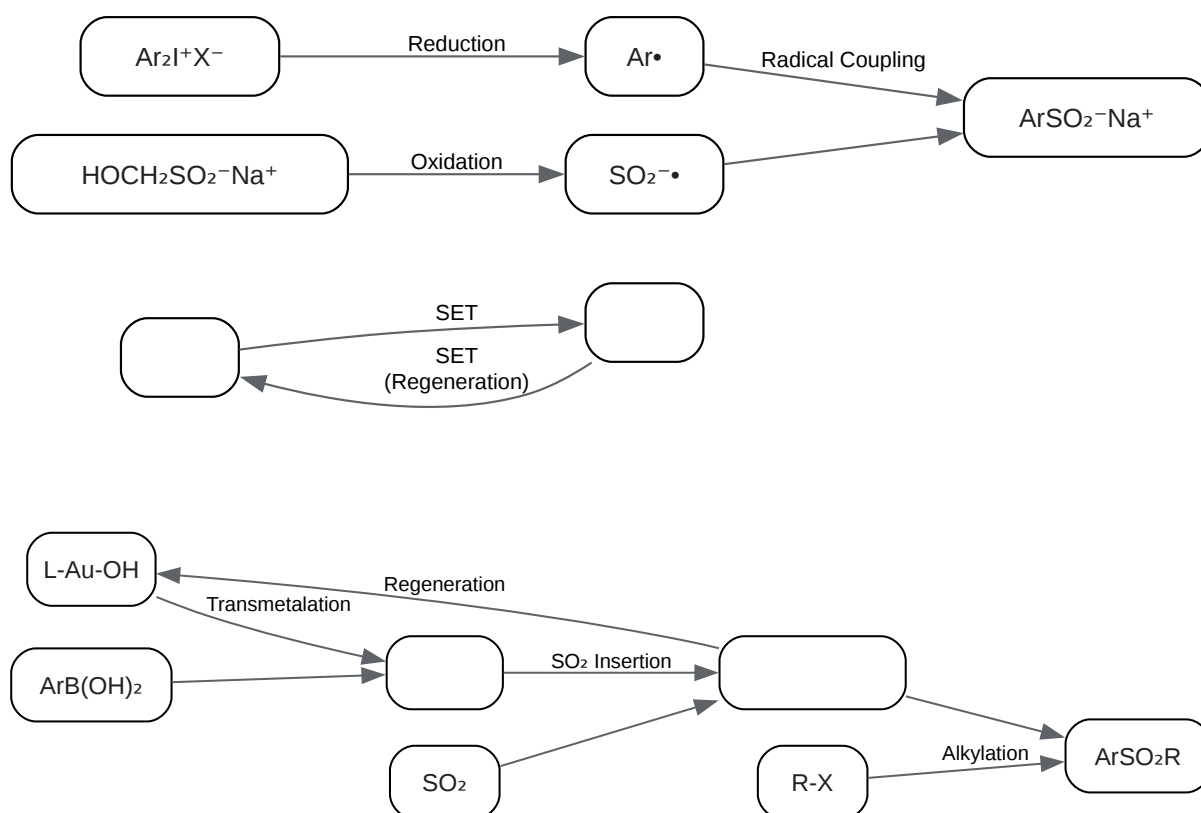 Ar₂I⁺X⁻
Reduction
Ar•
Radical Coupling
ArSO₂⁻Na⁺
HOCH₂SO₂⁻Na⁺
Oxidation
SO₂⁻•
SET
SET
(Regeneration)
L-Au-OH
Regeneration
Transmetalation
ArB(OH)₂
SO₂ Insertion
SO₂
R-X
Alkylation
ArSO₂R